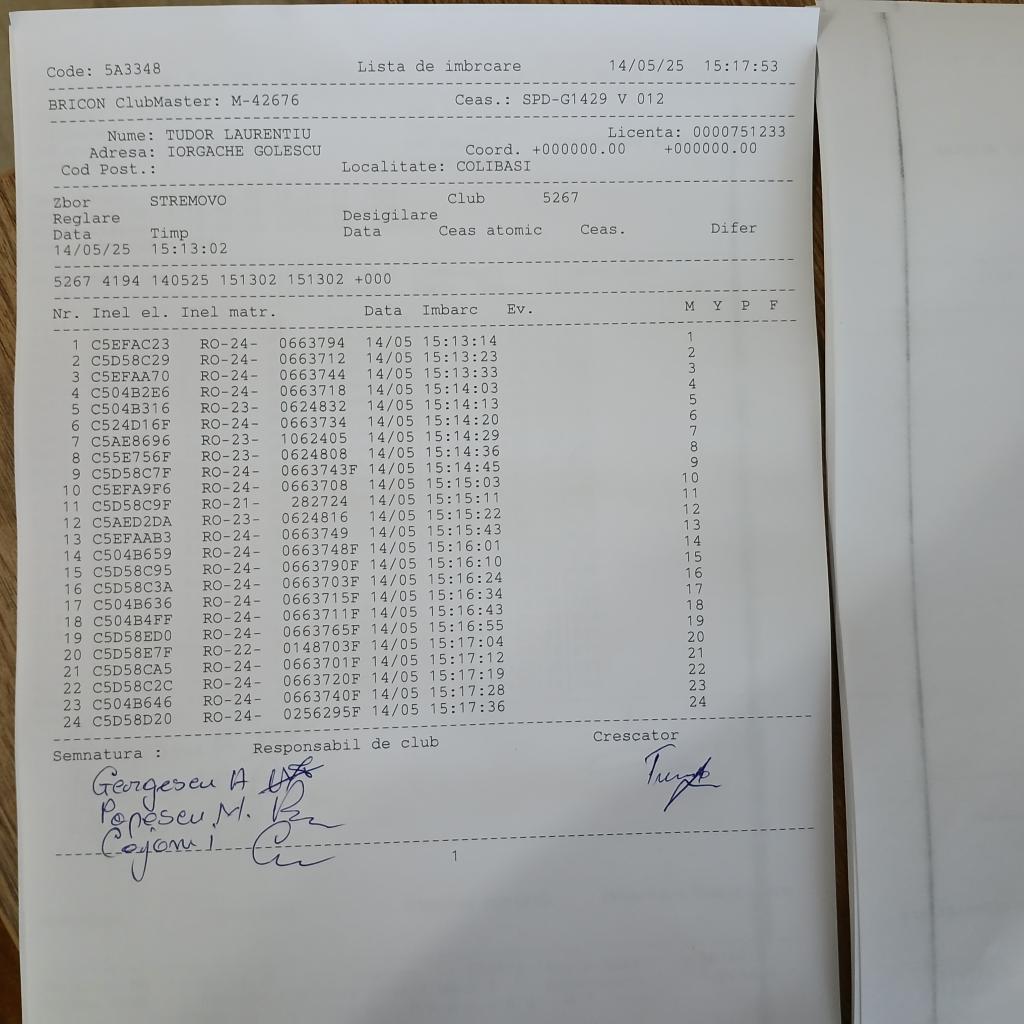 Code: 5A3348 Lista de imbrcare 14/05/25 15:17:53
BRICON ClubMaster: M-42676 Ceas.: SPD-G1429 V 012
Nume: TUDOR LAURENTIU Licenta: 0000751233
Adresa: IORGACHE GOLESCU Coord. +000000.00 +000000.00
Cod Post.: Localitate: COLIBASI
Zbor STREMOVO Club 5267
Reglare Desigilare
Data Timp Data Ceas atomic Ceas. Difer
14/05/25 15:13:02
5267 4194 140525 151302 151302 +000
Nr. Inel el. Inel matr. Data Imbarc Ev. M Y P F
1 C5EFAC23 RO-24- 0663794 14/05 15:13:14 1
2 C5D58C29 RO-24- 0663712 14/05 15:13:23 2
3 C5EFAA70 RO-24- 0663744 14/05 15:13:33 3
4 C504B2E6 RO-24- 0663718 14/05 15:14:03 4
5 C504B316 RO-23- 0624832 14/05 15:14:13 5
6 C524D16F RO-24- 0663734 14/05 15:14:20 6
7 C5AE8696 RO-23- 1062405 14/05 15:14:29 7
8 C55E756F RO-23- 0624808 14/05 15:14:36 8
9 C5D58C7F RO-24- 0663743F 14/05 15:14:45 9
10 C5EFA9F6 RO-24- 0663708 14/05 15:15:03 10
11 C5D58C9F RO-21- 282724 14/05 15:15:11 11
12 C5AED2DA RO-23- 0624816 14/05 15:15:22 12
13 C5EFAAB3 RO-24- 0663749 14/05 15:15:43 13
14 C504B659 RO-24- 0663748F 14/05 15:16:01 14
15 C5D58C95 RO-24- 0663790F 14/05 15:16:10 15
16 C5D58C3A RO-24- 0663703F 14/05 15:16:24 16
17 C504B636 RO-24- 0663715F 14/05 15:16:34 17
18 C504B4FF RO-24- 0663711F 14/05 15:16:43 18
19 C5D58ED0 RO-24- 0663765F 14/05 15:16:55 19
20 C5D58E7F RO-22- 0148703F 14/05 15:17:04 20
21 C5D58CA5 RO-24- 0663701F 14/05 15:17:12 21
22 C5D58C2C RO-24- 0663720F 14/05 15:17:19 22
23 C504B646 RO-24- 0663740F 14/05 15:17:28 23
24 C5D58D20 RO-24- 0256295F 14/05 15:17:36 24
Semnatura : Responsabil de club Crescator
Georgescu A
Popescu M.
1